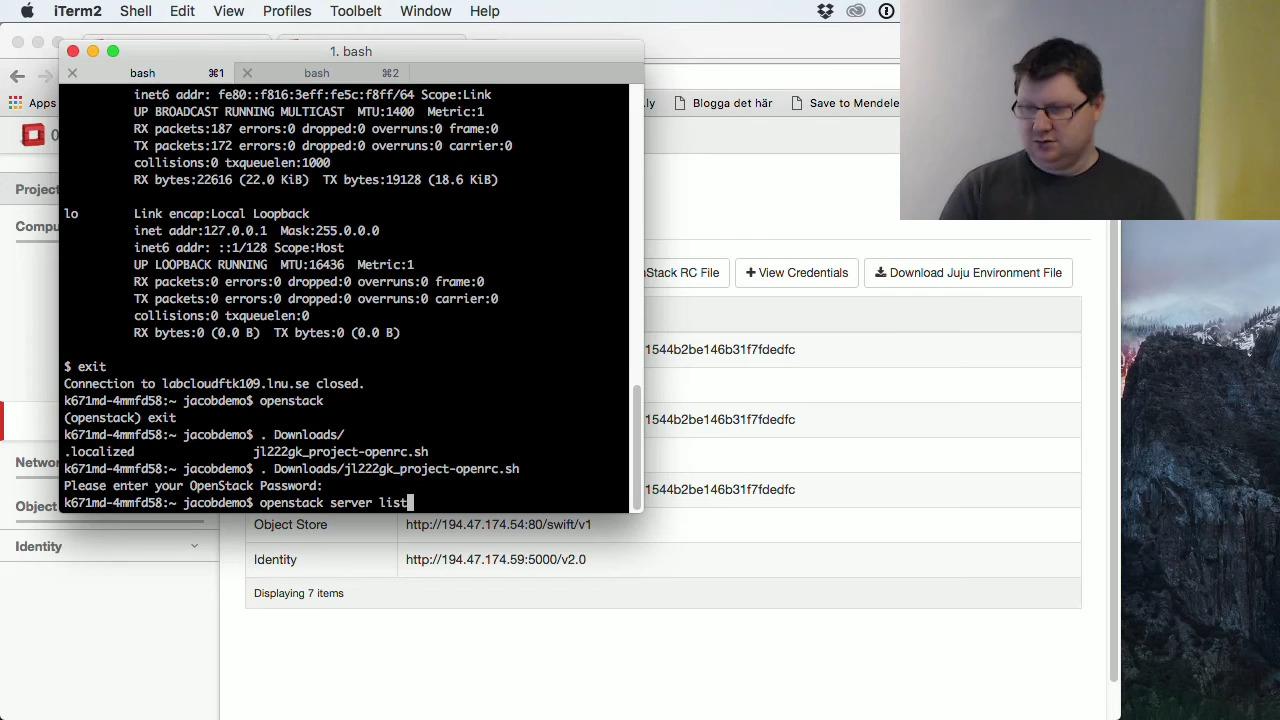 iTerm2 Shell Edit View Profiles Toolbelt Window Help
1. bash
bash ⌘1 bash ⌘2
Apps
Blogga det här Save to Mendele
inet6 addr: fe80::f816:3eff:fe5c:f8ff/64 Scope:Link
UP BROADCAST RUNNING MULTICAST MTU:1400 Metric:1
RX packets:187 errors:0 dropped:0 overruns:0 frame:0
TX packets:172 errors:0 dropped:0 overruns:0 carrier:0
collisions:0 txqueuelen:1000
RX bytes:22616 (22.0 KiB) TX bytes:19128 (18.6 KiB)
lo Link encap:Local Loopback
inet addr:127.0.0.1 Mask:255.0.0.0
inet6 addr: ::1/128 Scope:Host
UP LOOPBACK RUNNING MTU:16436 Metric:1
RX packets:0 errors:0 dropped:0 overruns:0 frame:0
TX packets:0 errors:0 dropped:0 overruns:0 carrier:0
collisions:0 txqueuelen:0
RX bytes:0 (0.0 B) TX bytes:0 (0.0 B)
$ exit
Connection to labcloudftk109.lnu.se closed.
k671md-4mmfd58:~ jacobdemo$ openstack
(openstack) exit
k671md-4mmfd58:~ jacobdemo$ . Downloads/
.localized jl222gk_project-openrc.sh
k671md-4mmfd58:~ jacobdemo$ . Downloads/jl222gk_project-openrc.sh
Please enter your OpenStack Password:
k671md-4mmfd58:~ jacobdemo$ openstack server list
Project
Compu
Netwo
Object
Identity
Stack RC File
View Credentials
Download Juju Environment File
1544b2be146b31f7fdedfc
1544b2be146b31f7fdedfc
1544b2be146b31f7fdedfc
Object Store http://194.47.174.54:80/swift/v1
Identity http://194.47.174.59:5000/v2.0
Displaying 7 items